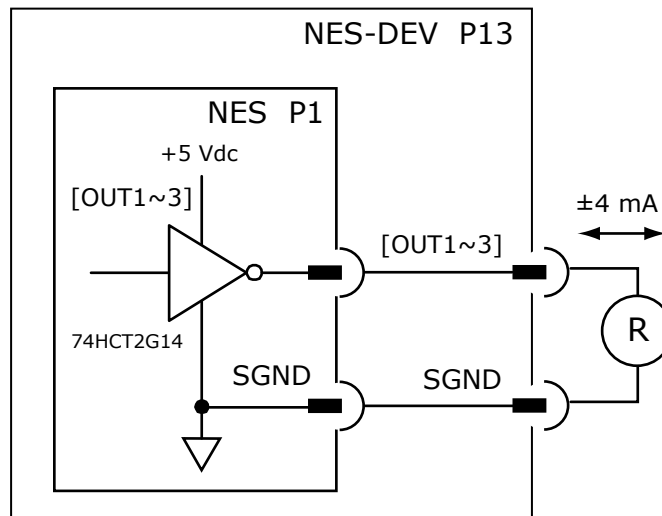 NES-DEV P13
NES P1
+5 Vdc
[OUT1~3]
±4 mA
[OUT1~3]
R
74HCT2G14
SGND
SGND